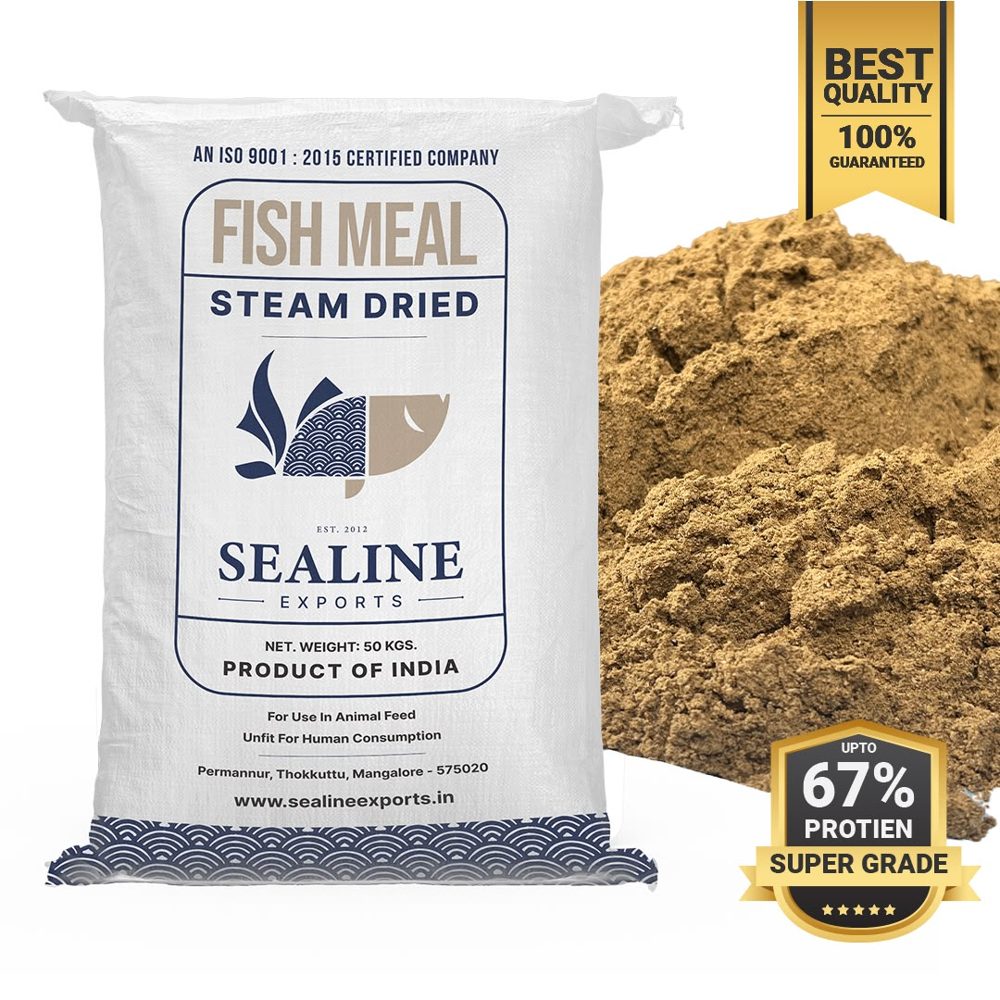 AN ISO 9001 : 2015 CERTIFIED COMPANY
FISH MEAL
STEAM DRIED
EST. 2012
SEALINE
EXPORTS
NET. WEIGHT: 50 KGS.
PRODUCT OF INDIA
For Use In Animal Feed
Unfit For Human Consumption
Permannur, Thokkuttu, Mangalore - 575020
www.sealineexports.in
BEST
QUALITY
100%
GUARANTEED
UPTO
67%
PROTIEN
SUPER GRADE